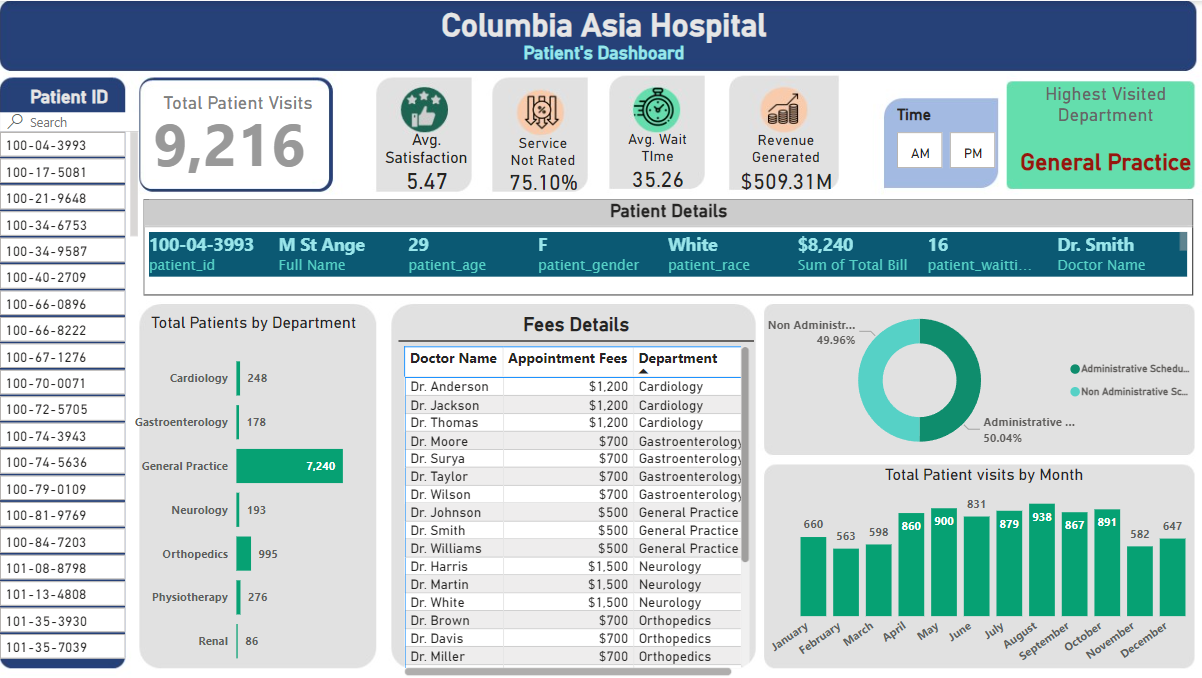 Columbia Asia Hospital
Patient's Dashboard
Patient ID
Search
100-04-3993
100-17-5081
100-21-9648
100-34-6753
100-34-9587
100-40-2709
100-66-0896
100-66-8222
100-67-1276
100-70-0071
100-72-5705
100-74-3943
100-74-5636
100-79-0109
100-81-9769
100-84-7203
101-08-8798
101-13-4808
101-35-3930
101-35-7039
Total Patient Visits
9,216
Avg.
Satisfaction
5.47
Service
Not Rated
75.10%
Avg. Wait
TIme
35.26
Revenue
Generated
$509.31M
Time
AM PM
Highest Visited
Department
General Practice
Patient Details
100-04-3993 M St Ange 29 F White $8,240 16 Dr. Smith
patient_id Full Name patient_age patient_gender patient_race Sum of Total Bill patient_waitti... Doctor Name
Total Patients by Department
Cardiology 248
Gastroenterology 178
General Practice 7,240
Neurology 193
Orthopedics 995
Physiotherapy 276
Renal 86
Fees Details
Doctor Name Appointment Fees Department
Dr. Anderson $1,200 Cardiology
Dr. Jackson $1,200 Cardiology
Dr. Thomas $1,200 Cardiology
Dr. Moore $700 Gastroenterology
Dr. Surya $700 Gastroenterology
Dr. Taylor $700 Gastroenterology
Dr. Wilson $700 Gastroenterology
Dr. Johnson $500 General Practice
Dr. Smith $500 General Practice
Dr. Williams $500 General Practice
Dr. Harris $1,500 Neurology
Dr. Martin $1,500 Neurology
Dr. White $1,500 Neurology
Dr. Brown $700 Orthopedics
Dr. Davis $700 Orthopedics
Dr. Miller $700 Orthopedics
Non Administr...
49.96%
Administrative ...
50.04%
Administrative Schedu...
Non Administrative Sc...
Total Patient visits by Month
660 563 598 860 900 831 879 938 867 891 582 647
January February March April May June July August September October November December